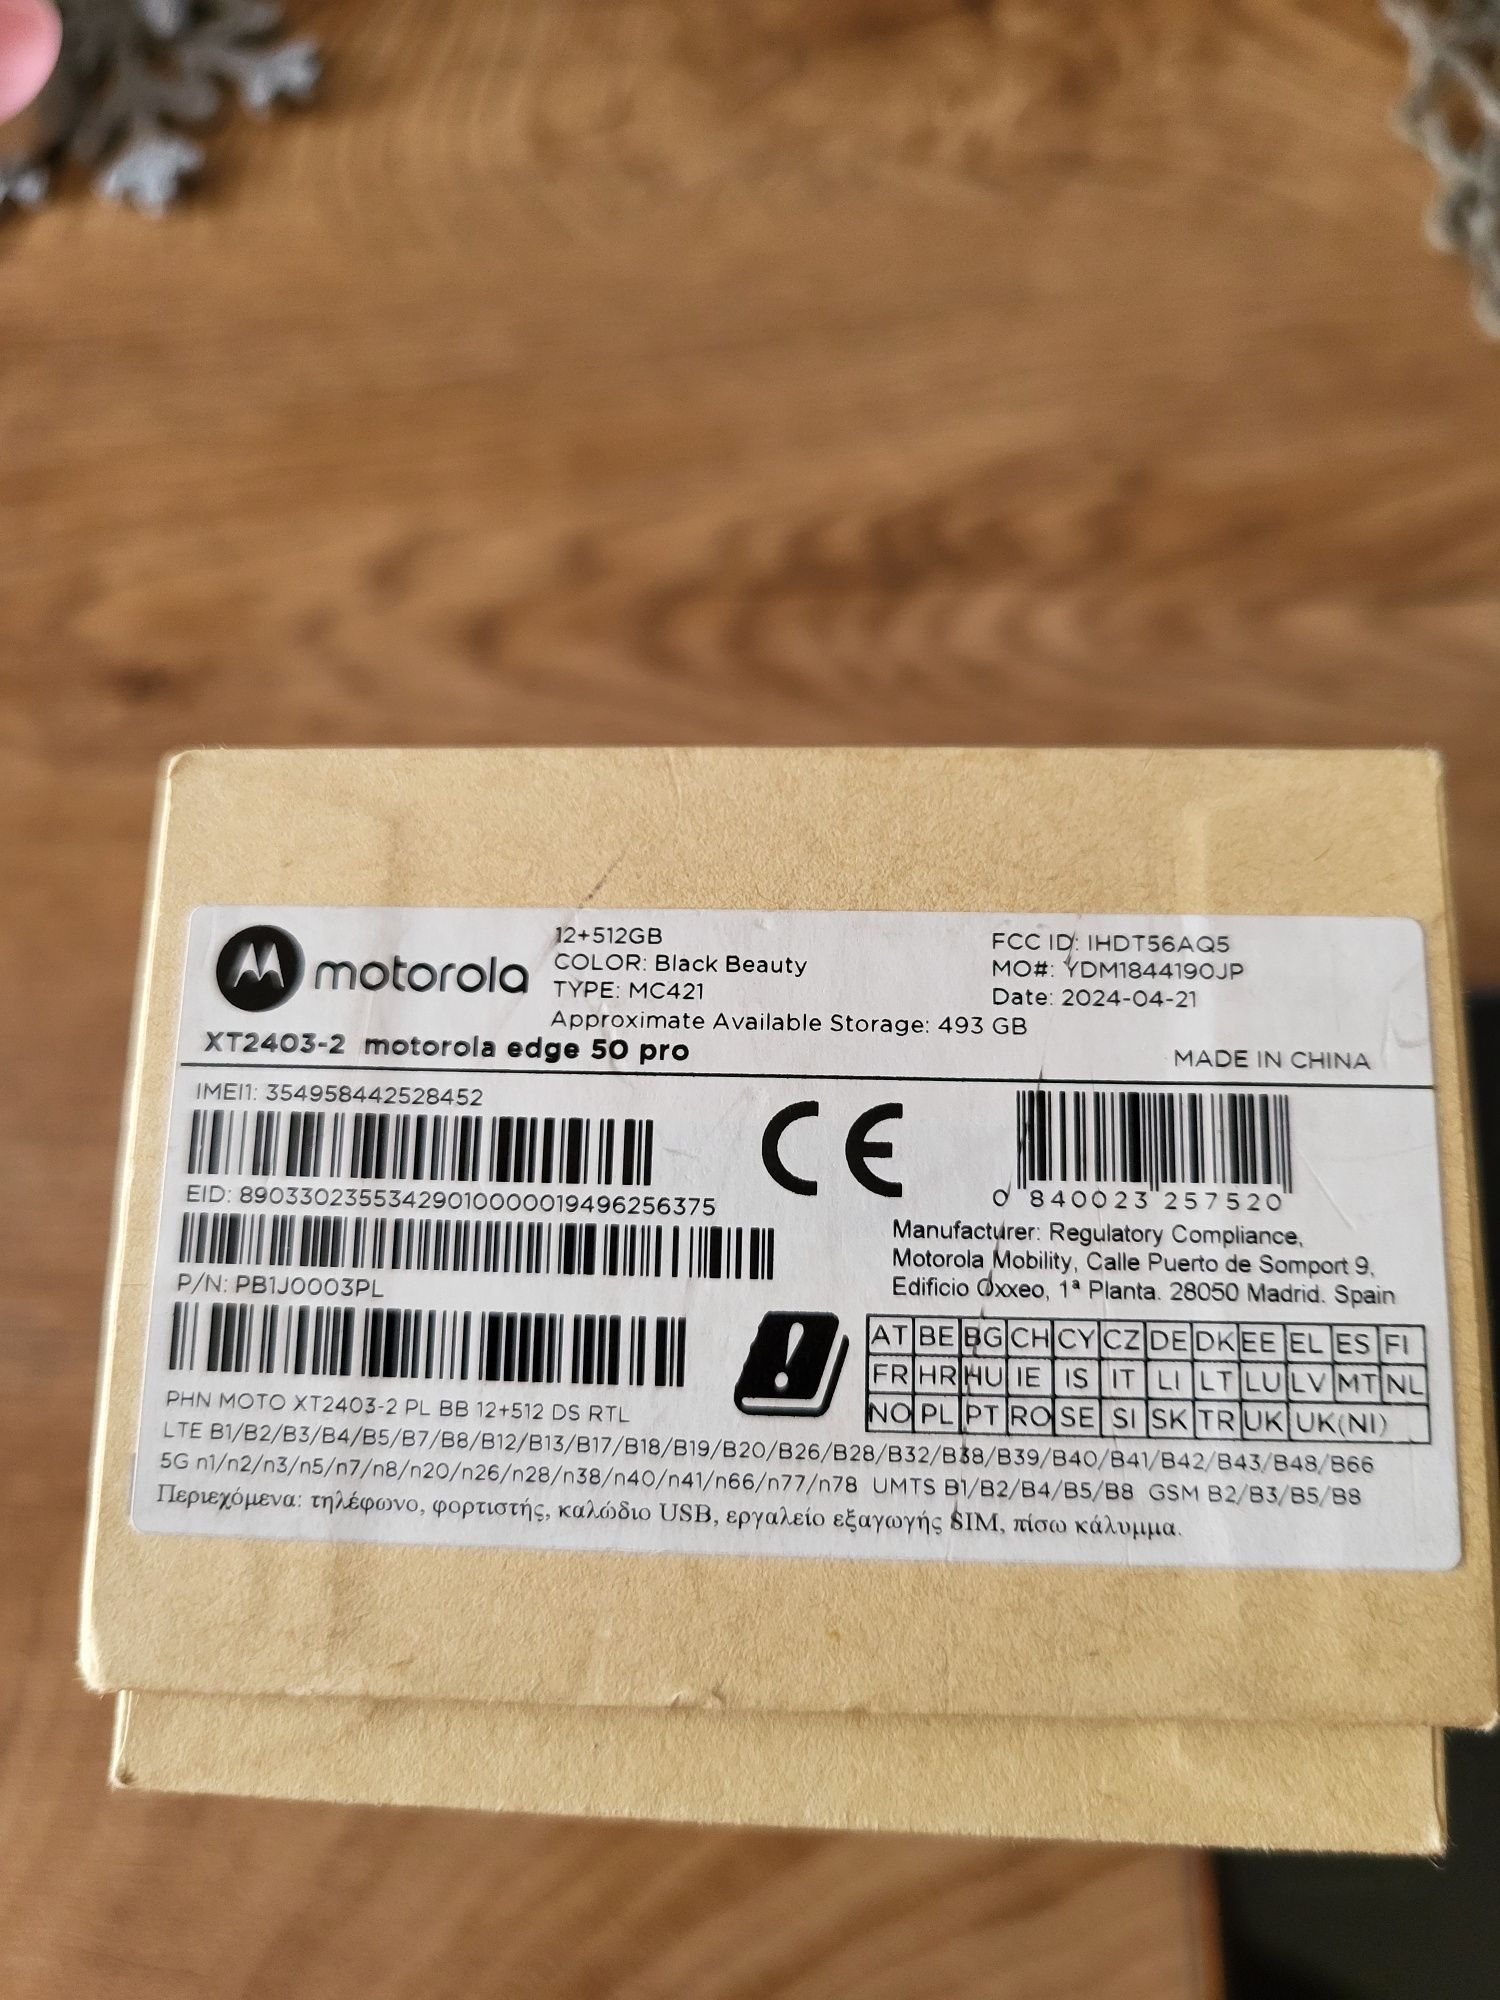 motorola
12+512GB
COLOR: Black Beauty
TYPE: MC421
Approximate Available Storage: 493 GB
FCC ID: IHDT56AQ5
MO#: YDM1844190JP
Date: 2024-04-21
XT2403-2 motorola edge 50 pro
MADE IN CHINA
IMEI1: 354958442528452
CE
0 840023 257520
EID: 89033023553429010000019496256375
P/N: PB1J0003PL
Manufacturer: Regulatory Compliance,
Motorola Mobility, Calle Puerto de Somport 9,
Edificio Oxxeo, 1ª Planta. 28050 Madrid. Spain
AT BE BG CH CY CZ DE DK EE EL ES FI
FR HR HU IE IS IT LI LT LU LV MT NL
NO PL PT RO SE SI SK TR UK UK(NI)
PHN MOTO XT2403-2 PL BB 12+512 DS RTL
LTE B1/B2/B3/B4/B5/B7/B8/B12/B13/B17/B18/B19/B20/B26/B28/B32/B38/B39/B40/B41/B42/B43/B48/B66
5G n1/n2/n3/n5/n7/n8/n20/n26/n28/n38/n40/n41/n66/n77/n78 UMTS B1/B2/B4/B5/B8 GSM B2/B3/B5/B8
Περιεχόμενα: τηλέφωνο, φορτιστής, καλώδιο USB, εργαλείο εξαγωγής SIM, πίσω κάλυμμα.